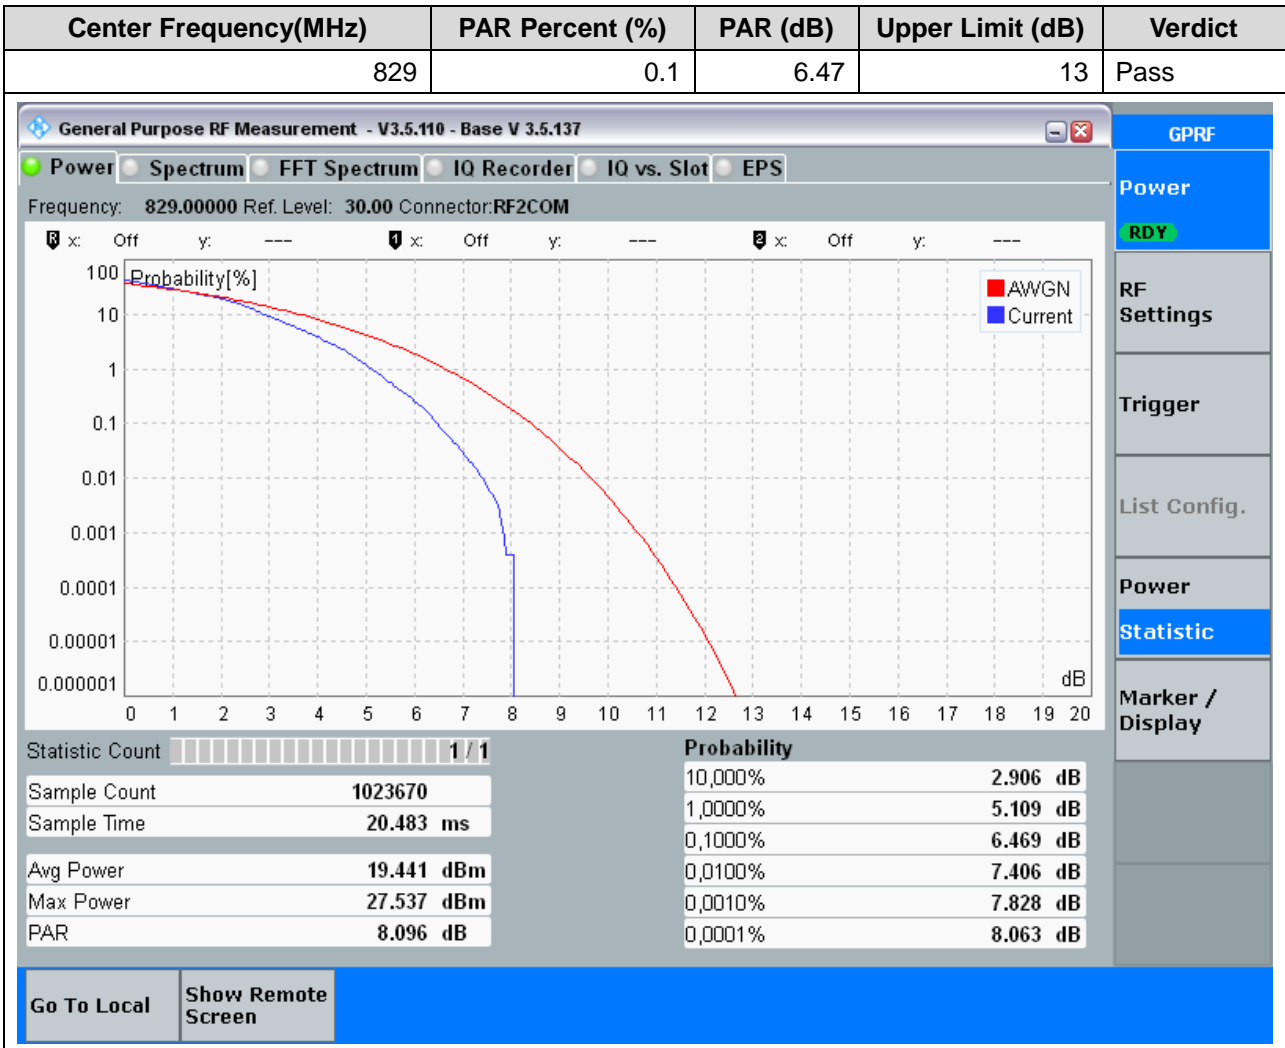 Center Frequency(MHz) PAR Percent (%) PAR (dB) Upper Limit (dB) Verdict
829 0.1 6.47 13 Pass
General Purpose RF Measurement - V3.5.110 - Base V 3.5.137
GPRF
Power Spectrum FFT Spectrum IQ Recorder IQ vs. Slot EPS
Frequency: 829.00000 Ref. Level: 30.00 Connector:RF2COM
R x: Off y: --- 1 x: Off y: --- 2 x: Off y: ---
Probability[%]
AWGN
Current
100
10
1
0.1
0.01
0.001
0.0001
0.00001
0.000001
dB
0 1 2 3 4 5 6 7 8 9 10 11 12 13 14 15 16 17 18 19 20
Statistic Count 1 / 1
Sample Count 1023670
Sample Time 20.483 ms
Avg Power 19.441 dBm
Max Power 27.537 dBm
PAR 8.096 dB
Probability
10,000% 2.906 dB
1,0000% 5.109 dB
0,1000% 6.469 dB
0,0100% 7.406 dB
0,0010% 7.828 dB
0,0001% 8.063 dB
Power
RDY
RF
Settings
Trigger
List Config.
Power
Statistic
Marker /
Display
Go To Local
Show Remote
Screen